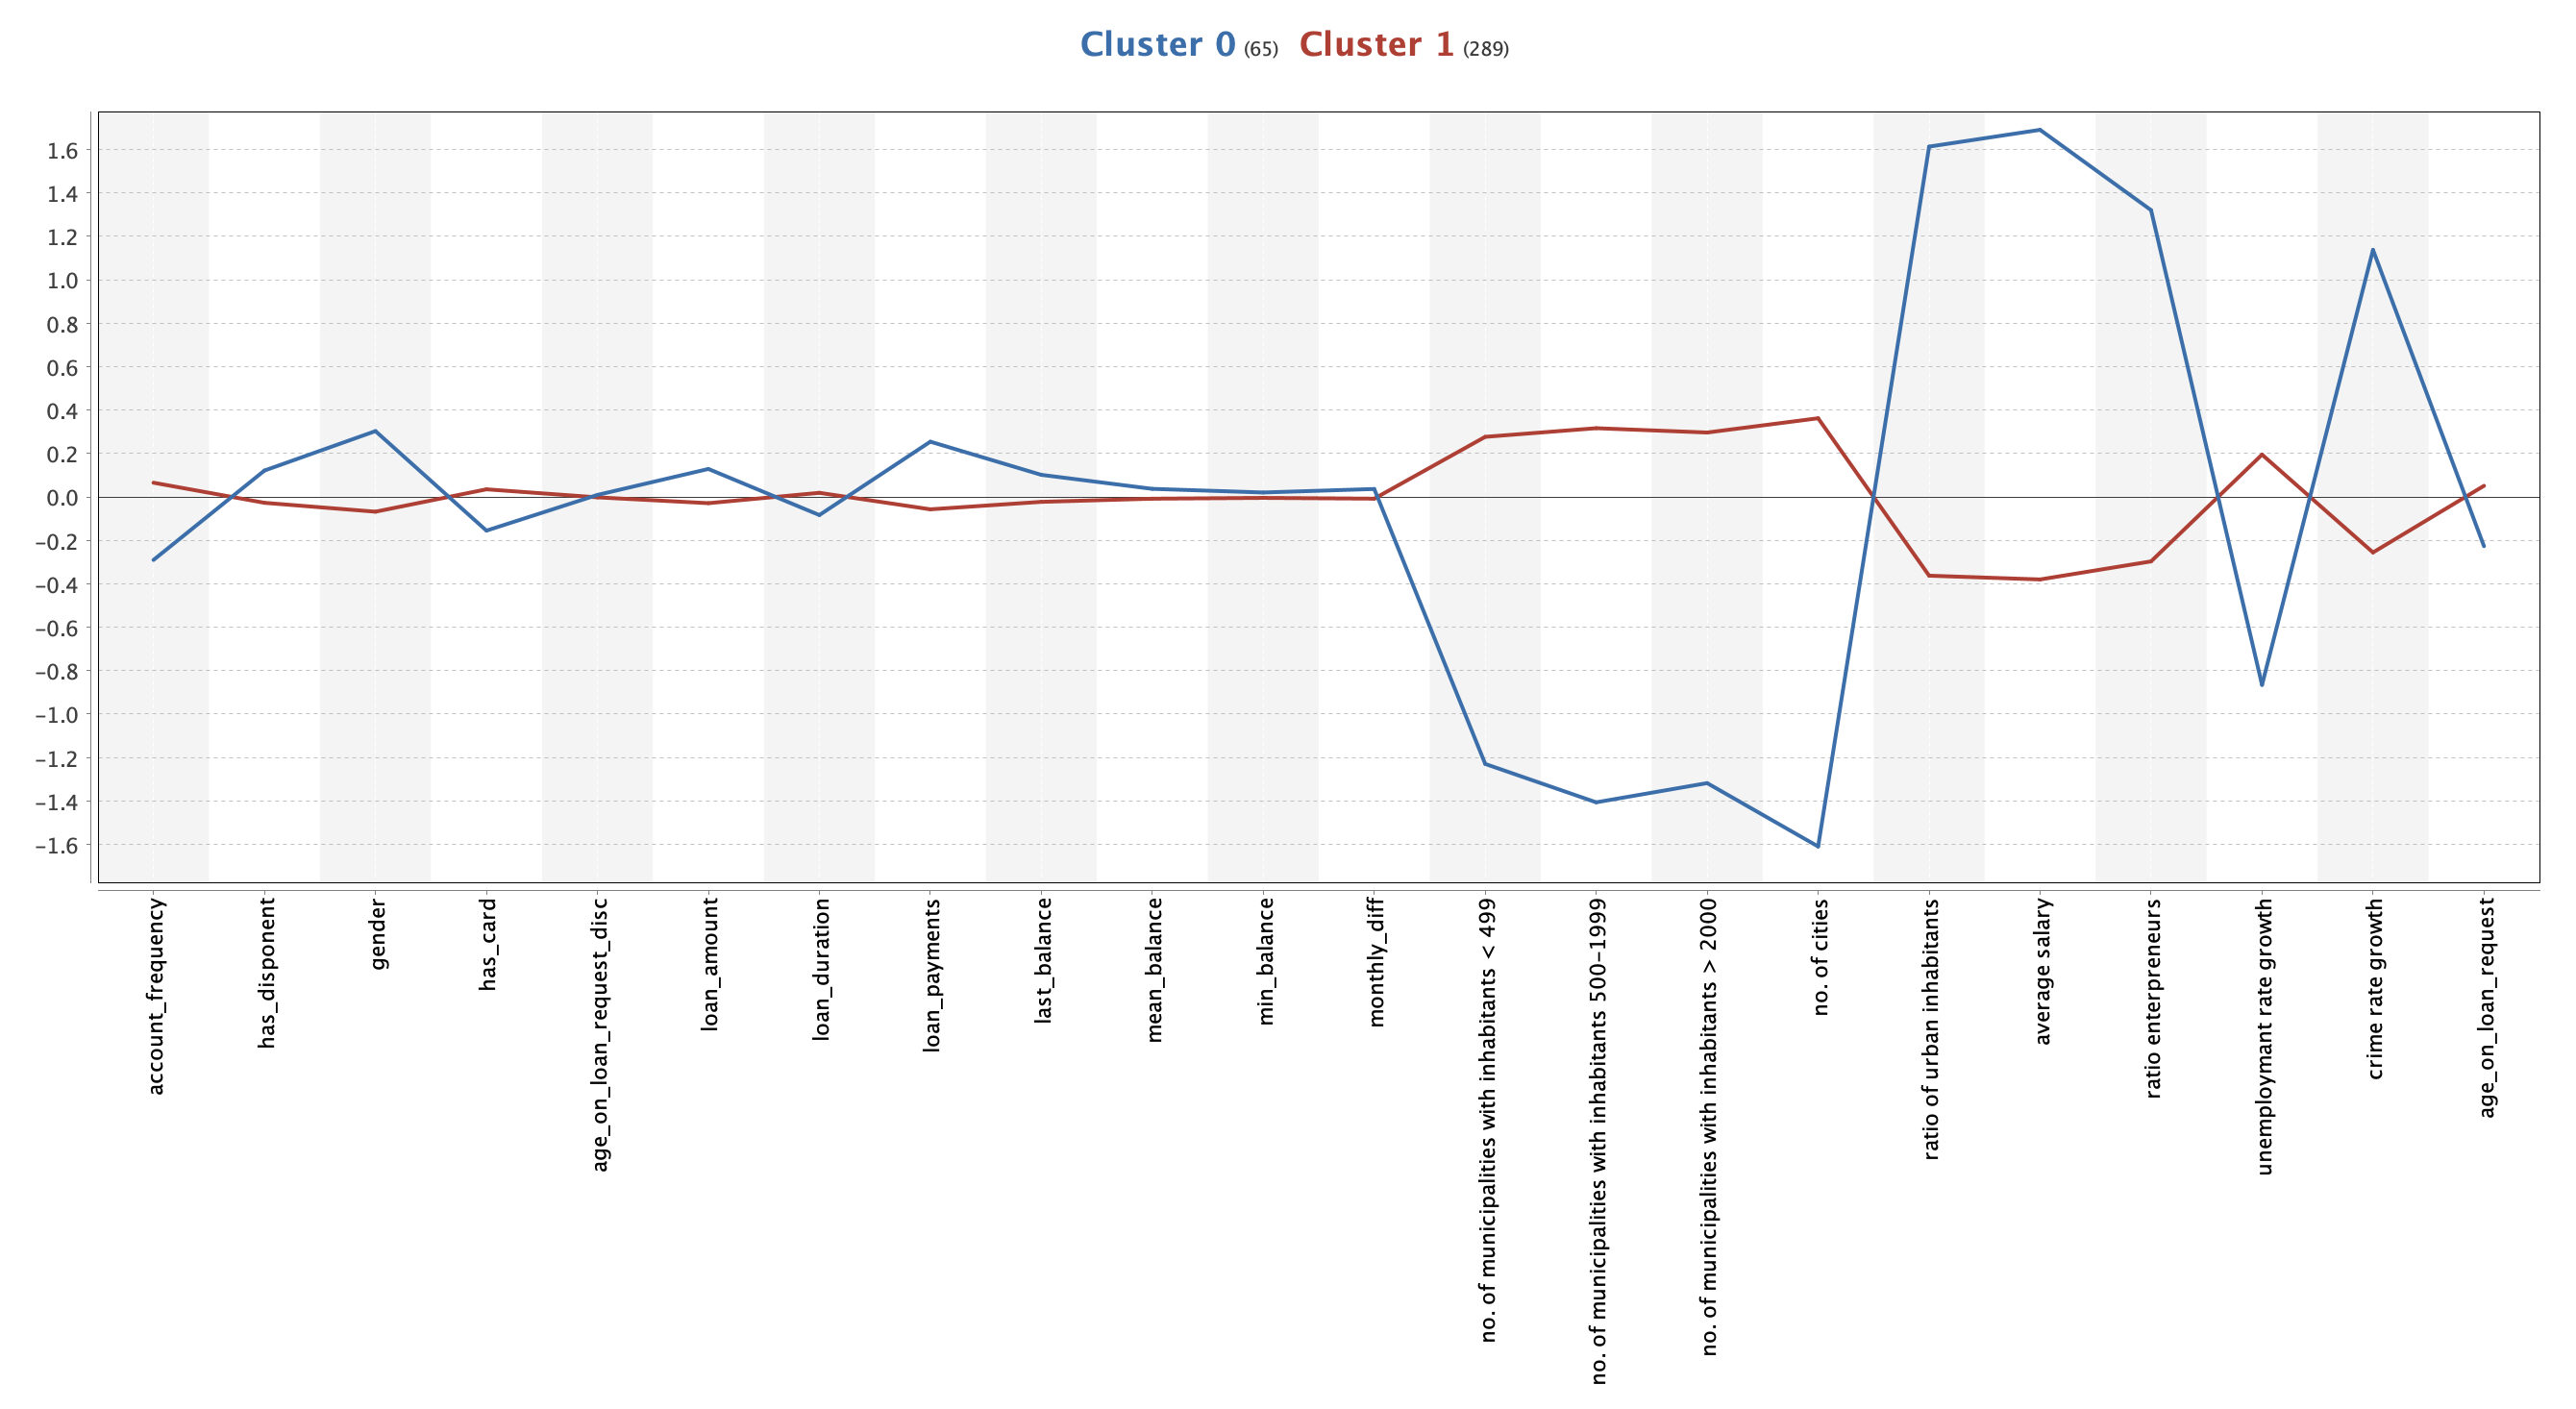 Cluster 0 (65) Cluster 1 (289)
1.6
1.4
1.2
1.0
0.8
0.6
0.4
0.2
0.0
−0.2
−0.4
−0.6
−0.8
−1.0
−1.2
−1.4
−1.6
account_frequency
has_disponent
gender
has_card
age_on_loan_request_disc
loan_amount
loan_duration
loan_payments
last_balance
mean_balance
min_balance
monthly_diff
no. of municipalities with inhabitants < 499
no. of municipalities with inhabitants 500-1999
no. of municipalities with inhabitants > 2000
no. of cities
ratio of urban inhabitants
average salary
ratio enterpreneurs
unemploymant rate growth
crime rate growth
age_on_loan_request